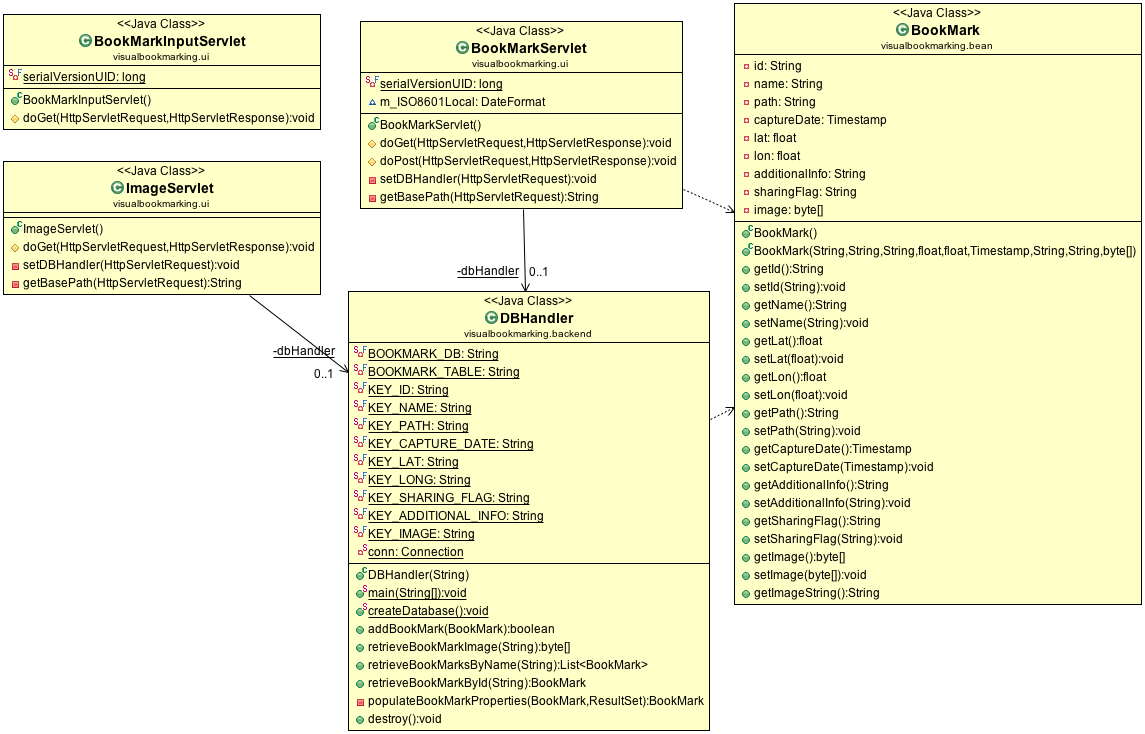 <<Java Class>>
BookMarkInputServlet
visualbookmarking.ui
serialVersionUID: long
BookMarkInputServlet()
doGet(HttpServletRequest,HttpServletResponse):void
<<Java Class>>
ImageServlet
visualbookmarking.ui
ImageServlet()
doGet(HttpServletRequest,HttpServletResponse):void
setDBHandler(HttpServletRequest):void
getBasePath(HttpServletRequest):String
<<Java Class>>
BookMarkServlet
visualbookmarking.ui
serialVersionUID: long
m_ISO8601Local: DateFormat
BookMarkServlet()
doGet(HttpServletRequest,HttpServletResponse):void
doPost(HttpServletRequest,HttpServletResponse):void
setDBHandler(HttpServletRequest):void
getBasePath(HttpServletRequest):String
-dbHandler 0..1
-dbHandler
0..1
<<Java Class>>
DBHandler
visualbookmarking.backend
BOOKMARK_DB: String
BOOKMARK_TABLE: String
KEY_ID: String
KEY_NAME: String
KEY_PATH: String
KEY_CAPTURE_DATE: String
KEY_LAT: String
KEY_LONG: String
KEY_SHARING_FLAG: String
KEY_ADDITIONAL_INFO: String
KEY_IMAGE: String
conn: Connection
DBHandler(String)
main(String[]):void
createDatabase():void
addBookMark(BookMark):boolean
retrieveBookMarkImage(String):byte[]
retrieveBookMarksByName(String):List<BookMark>
retrieveBookMarkById(String):BookMark
populateBookMarkProperties(BookMark,ResultSet):BookMark
destroy():void
<<Java Class>>
BookMark
visualbookmarking.bean
id: String
name: String
path: String
captureDate: Timestamp
lat: float
lon: float
additionalInfo: String
sharingFlag: String
image: byte[]
BookMark()
BookMark(String,String,String,float,float,Timestamp,String,String,byte[])
getId():String
setId(String):void
getName():String
setName(String):void
getLat():float
setLat(float):void
getLon():float
setLon(float):void
getPath():String
setPath(String):void
getCaptureDate():Timestamp
setCaptureDate(Timestamp):void
getAdditionalInfo():String
setAdditionalInfo(String):void
getSharingFlag():String
setSharingFlag(String):void
getImage():byte[]
setImage(byte[]):void
getImageString():String